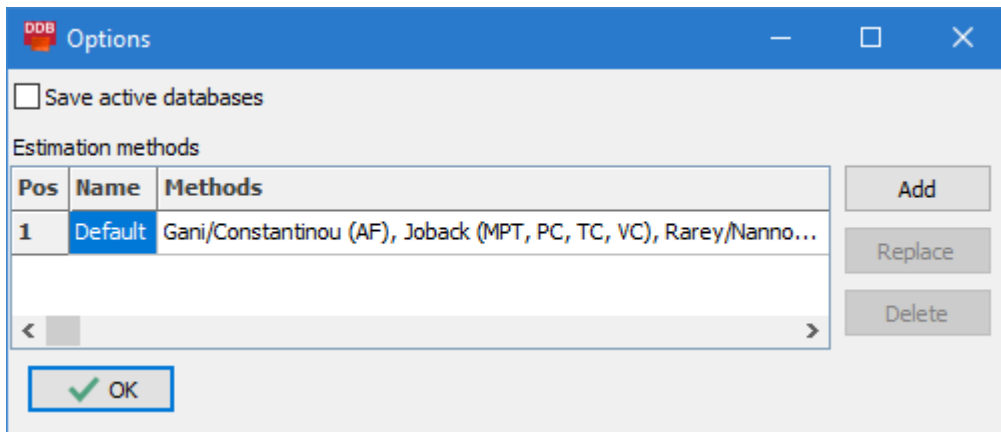 DDB Options
Save active databases
Estimation methods
Pos Name Methods
1 Default Gani/Constantinou (AF), Joback (MPT, PC, TC, VC), Rarey/Nanno...
Add
Replace
Delete
OK